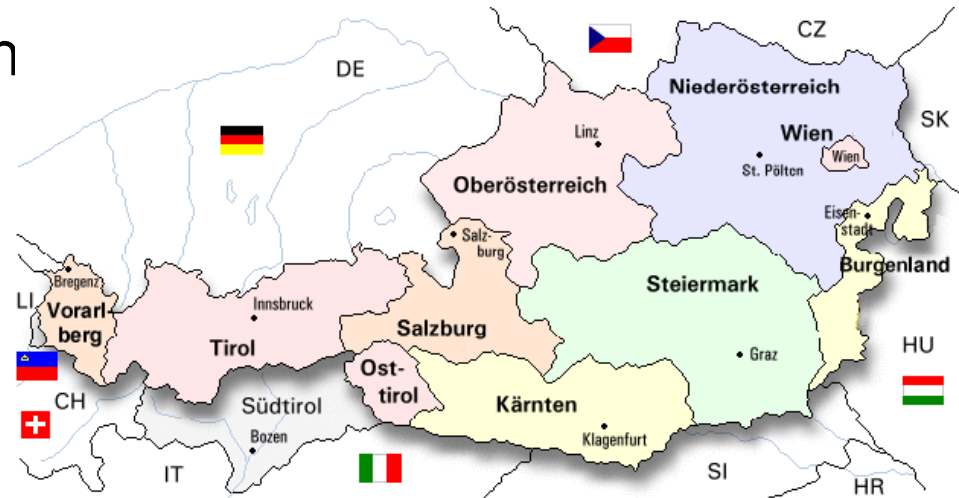 n
CZ
DE
Niederösterreich
SK
Linz
Wien
Wien
St. Pölten
Oberösterreich
Eisen-
stadt
Salz-
burg
Burgenland
Bregenz
Steiermark
LI
Innsbruck
Vorarl-
berg
Salzburg
Tirol
HU
Graz
Ost-
tirol
CH
Südtirol
Kärnten
Bozen
Klagenfurt
IT
SI
HR